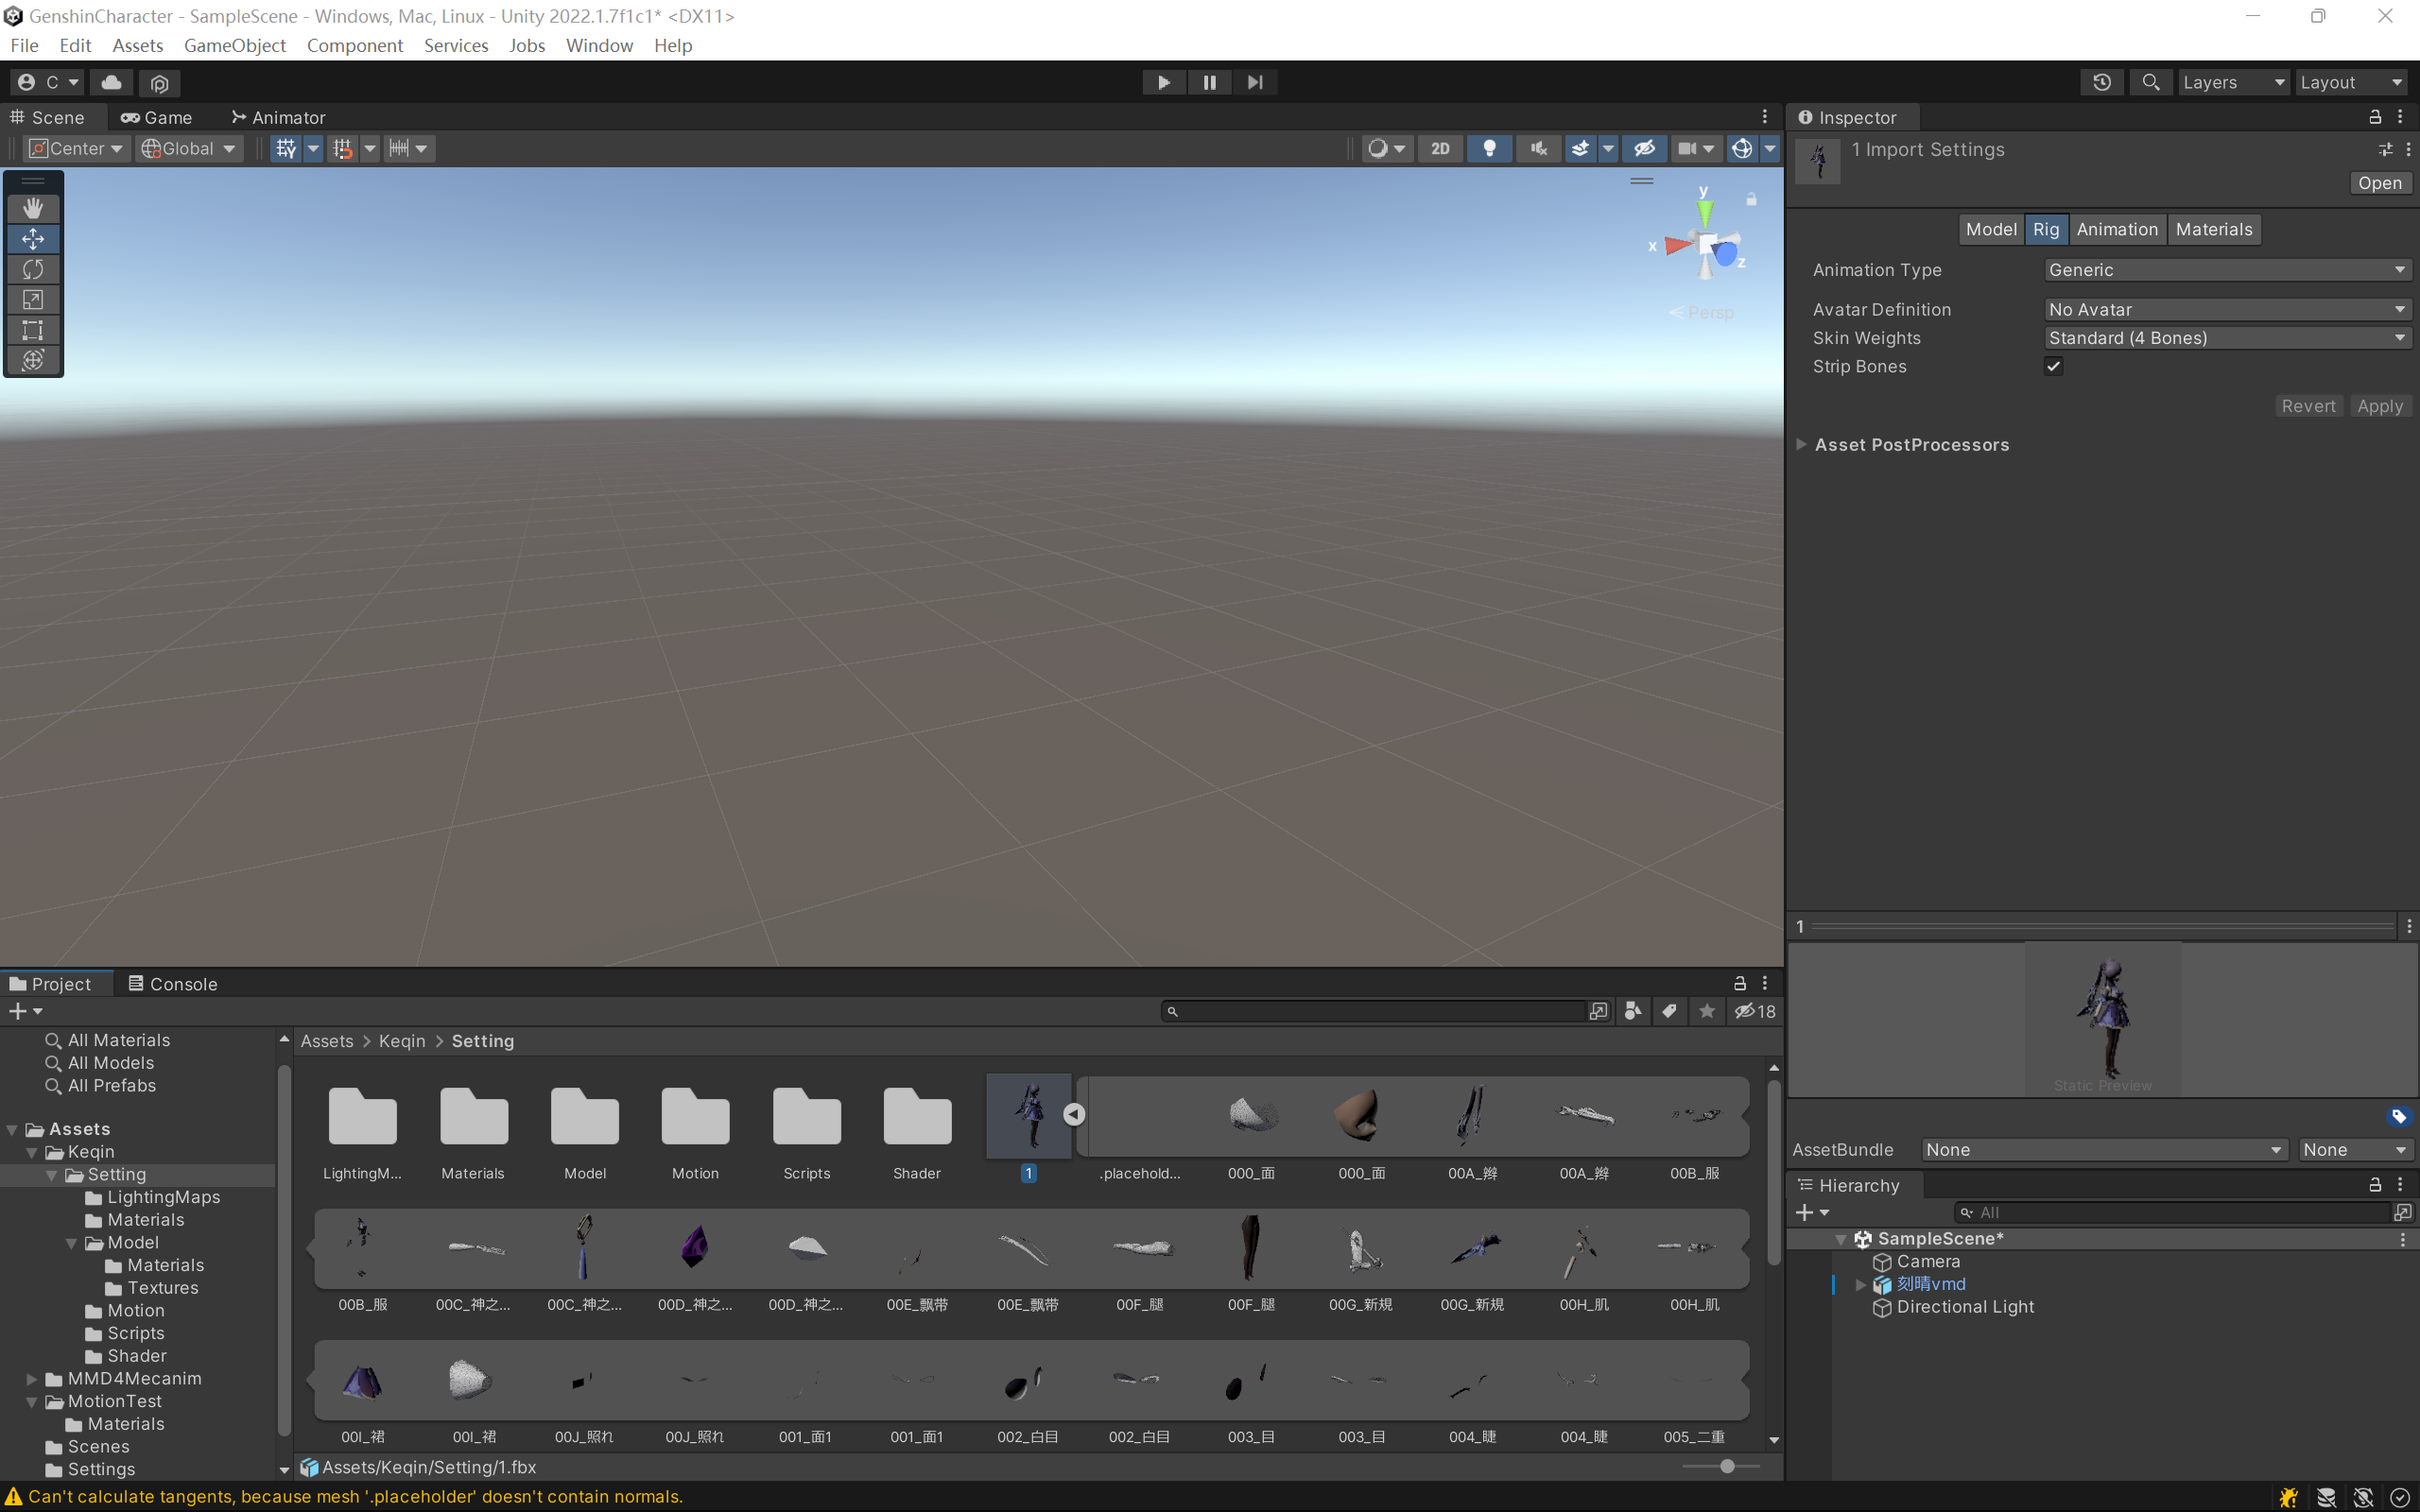 GenshinCharacter - SampleScene - Windows, Mac, Linux - Unity 2022.1.7f1c1* <DX11>
File Edit Assets GameObject Component Services Jobs Window Help
C Layers Layout
Scene Game Animator
Center Global 2D
y
x
z
Persp
Inspector
1 Import Settings
Open
Model Rig Animation Materials
Animation Type Generic
Avatar Definition No Avatar
Skin Weights Standard (4 Bones)
Strip Bones
Revert Apply
Asset PostProcessors
1
Static Preview
AssetBundle None None
Hierarchy
All
SampleScene*
Camera
刻晴vmd
Directional Light
Project Console
18
All Materials
All Models
All Prefabs
Assets
Keqin
Setting
LightingMaps
Materials
Model
Materials
Textures
Motion
Scripts
Shader
MMD4Mecanim
MotionTest
Materials
Scenes
Settings
Assets > Keqin > Setting
LightingM... Materials Model Motion Scripts Shader 1 .placehold... 000_面 000_面 00A_辫 00A_辫 00B_服
00B_服 00C_神之... 00C_神之... 00D_神之... 00D_神之... 00E_飘带 00E_飘带 00F_腿 00F_腿 00G_新規 00G_新規 00H_肌 00H_肌
00I_裙 00I_裙 00J_照れ 00J_照れ 001_面1 001_面1 002_白目 002_白目 003_目 003_目 004_睫 004_睫 005_二重
Assets/Keqin/Setting/1.fbx
Can't calculate tangents, because mesh '.placeholder' doesn't contain normals.